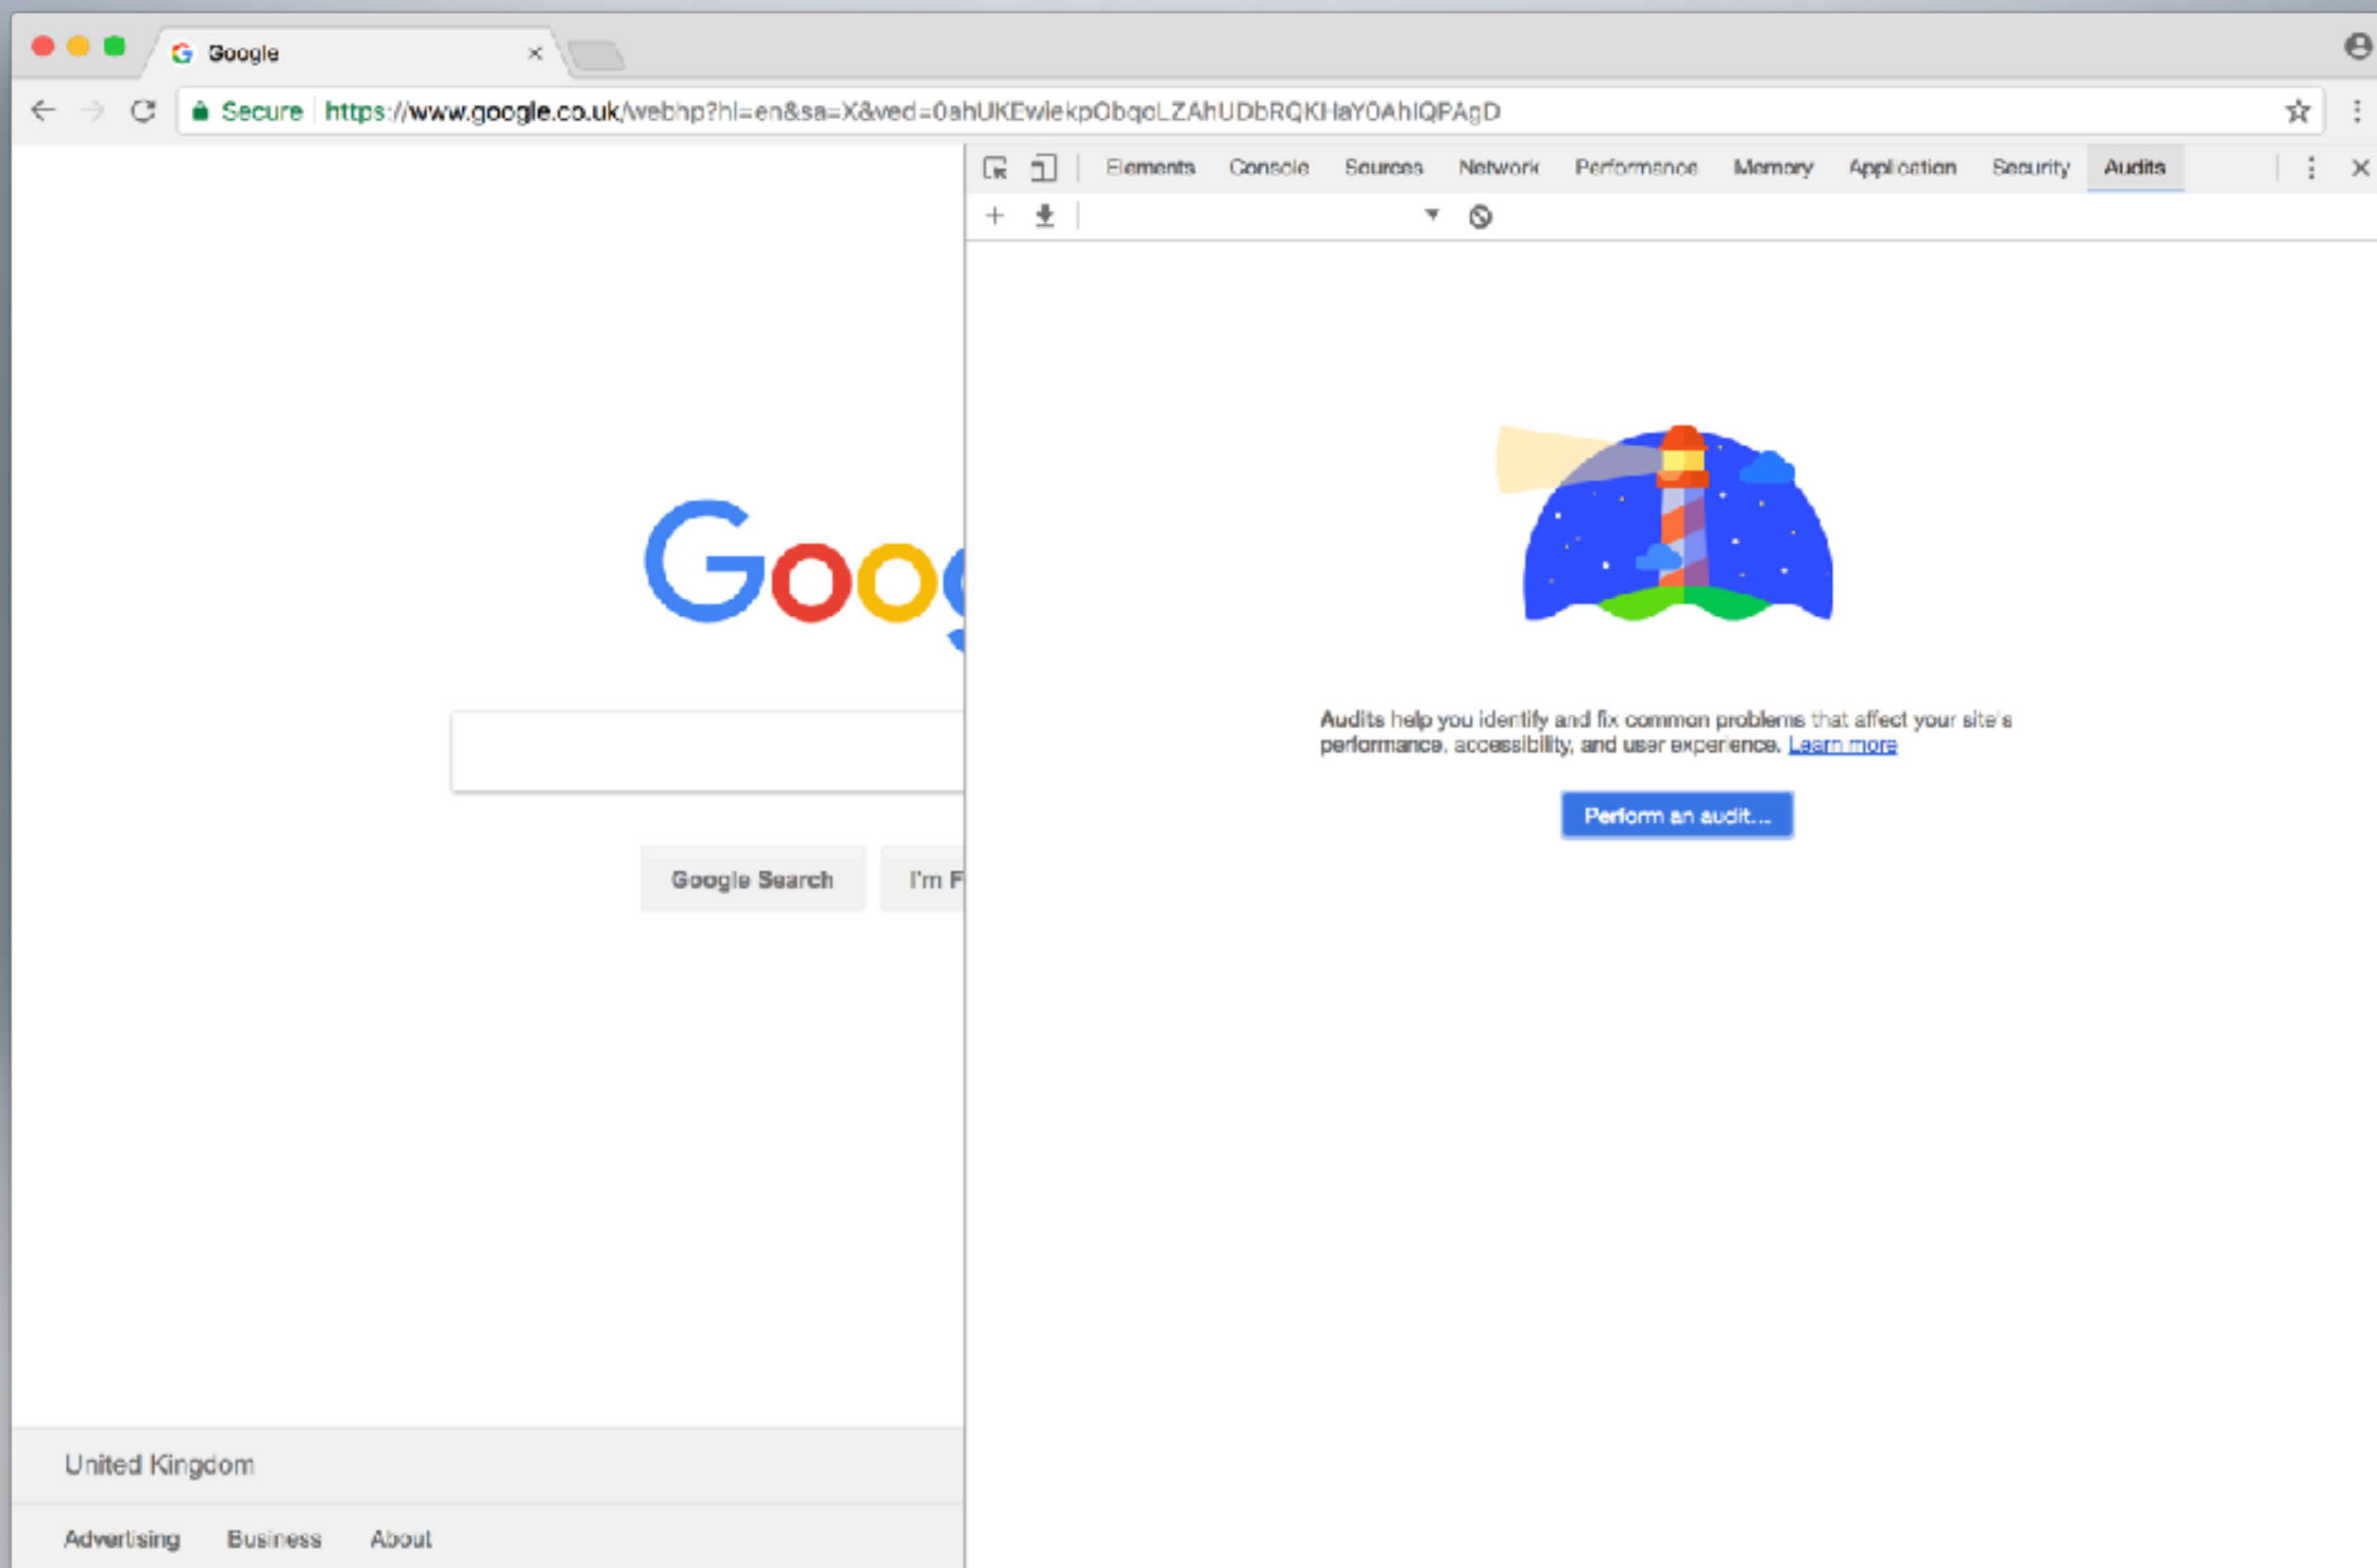 Google
Secure https://www.google.co.uk/webhp?hl=en&sa=X&ved=0ahUKEwiekpObqoLZAhUDbRQKHaY0AhIQPAgD
Elements Console Sources Network Performance Memory Application Security Audits
Goog
Audits help you identify and fix common problems that affect your site's
performance, accessibility, and user experience. Learn more
Perform an audit...
Google Search I'm F
United Kingdom
Advertising Business About